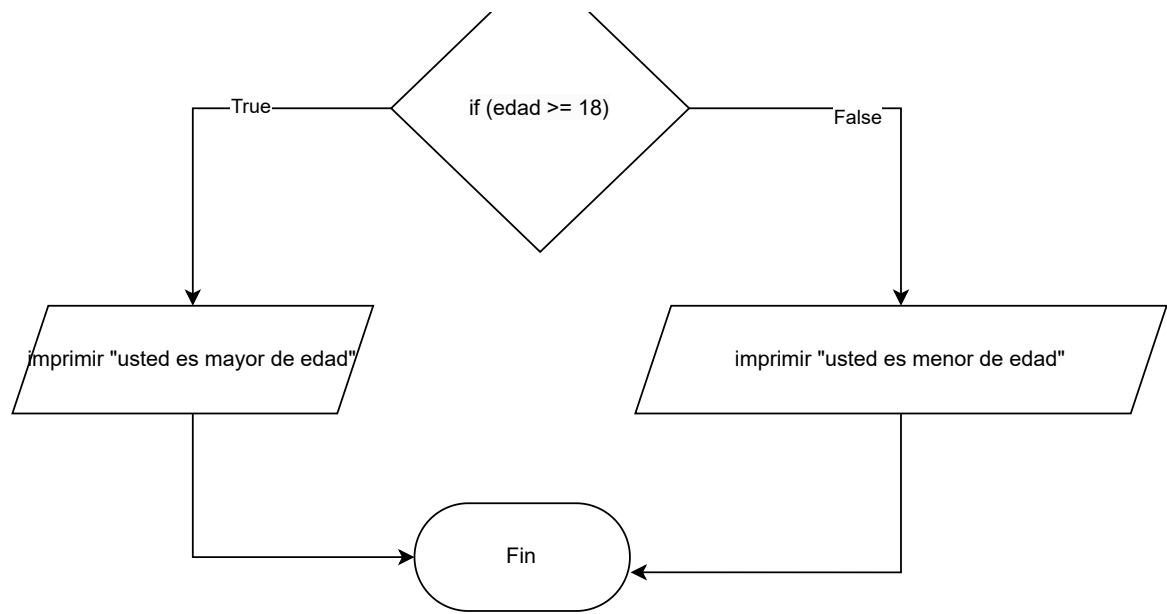 if (edad >= 18)
True
False
imprimir "usted es mayor de edad"
imprimir "usted es menor de edad"
Fin